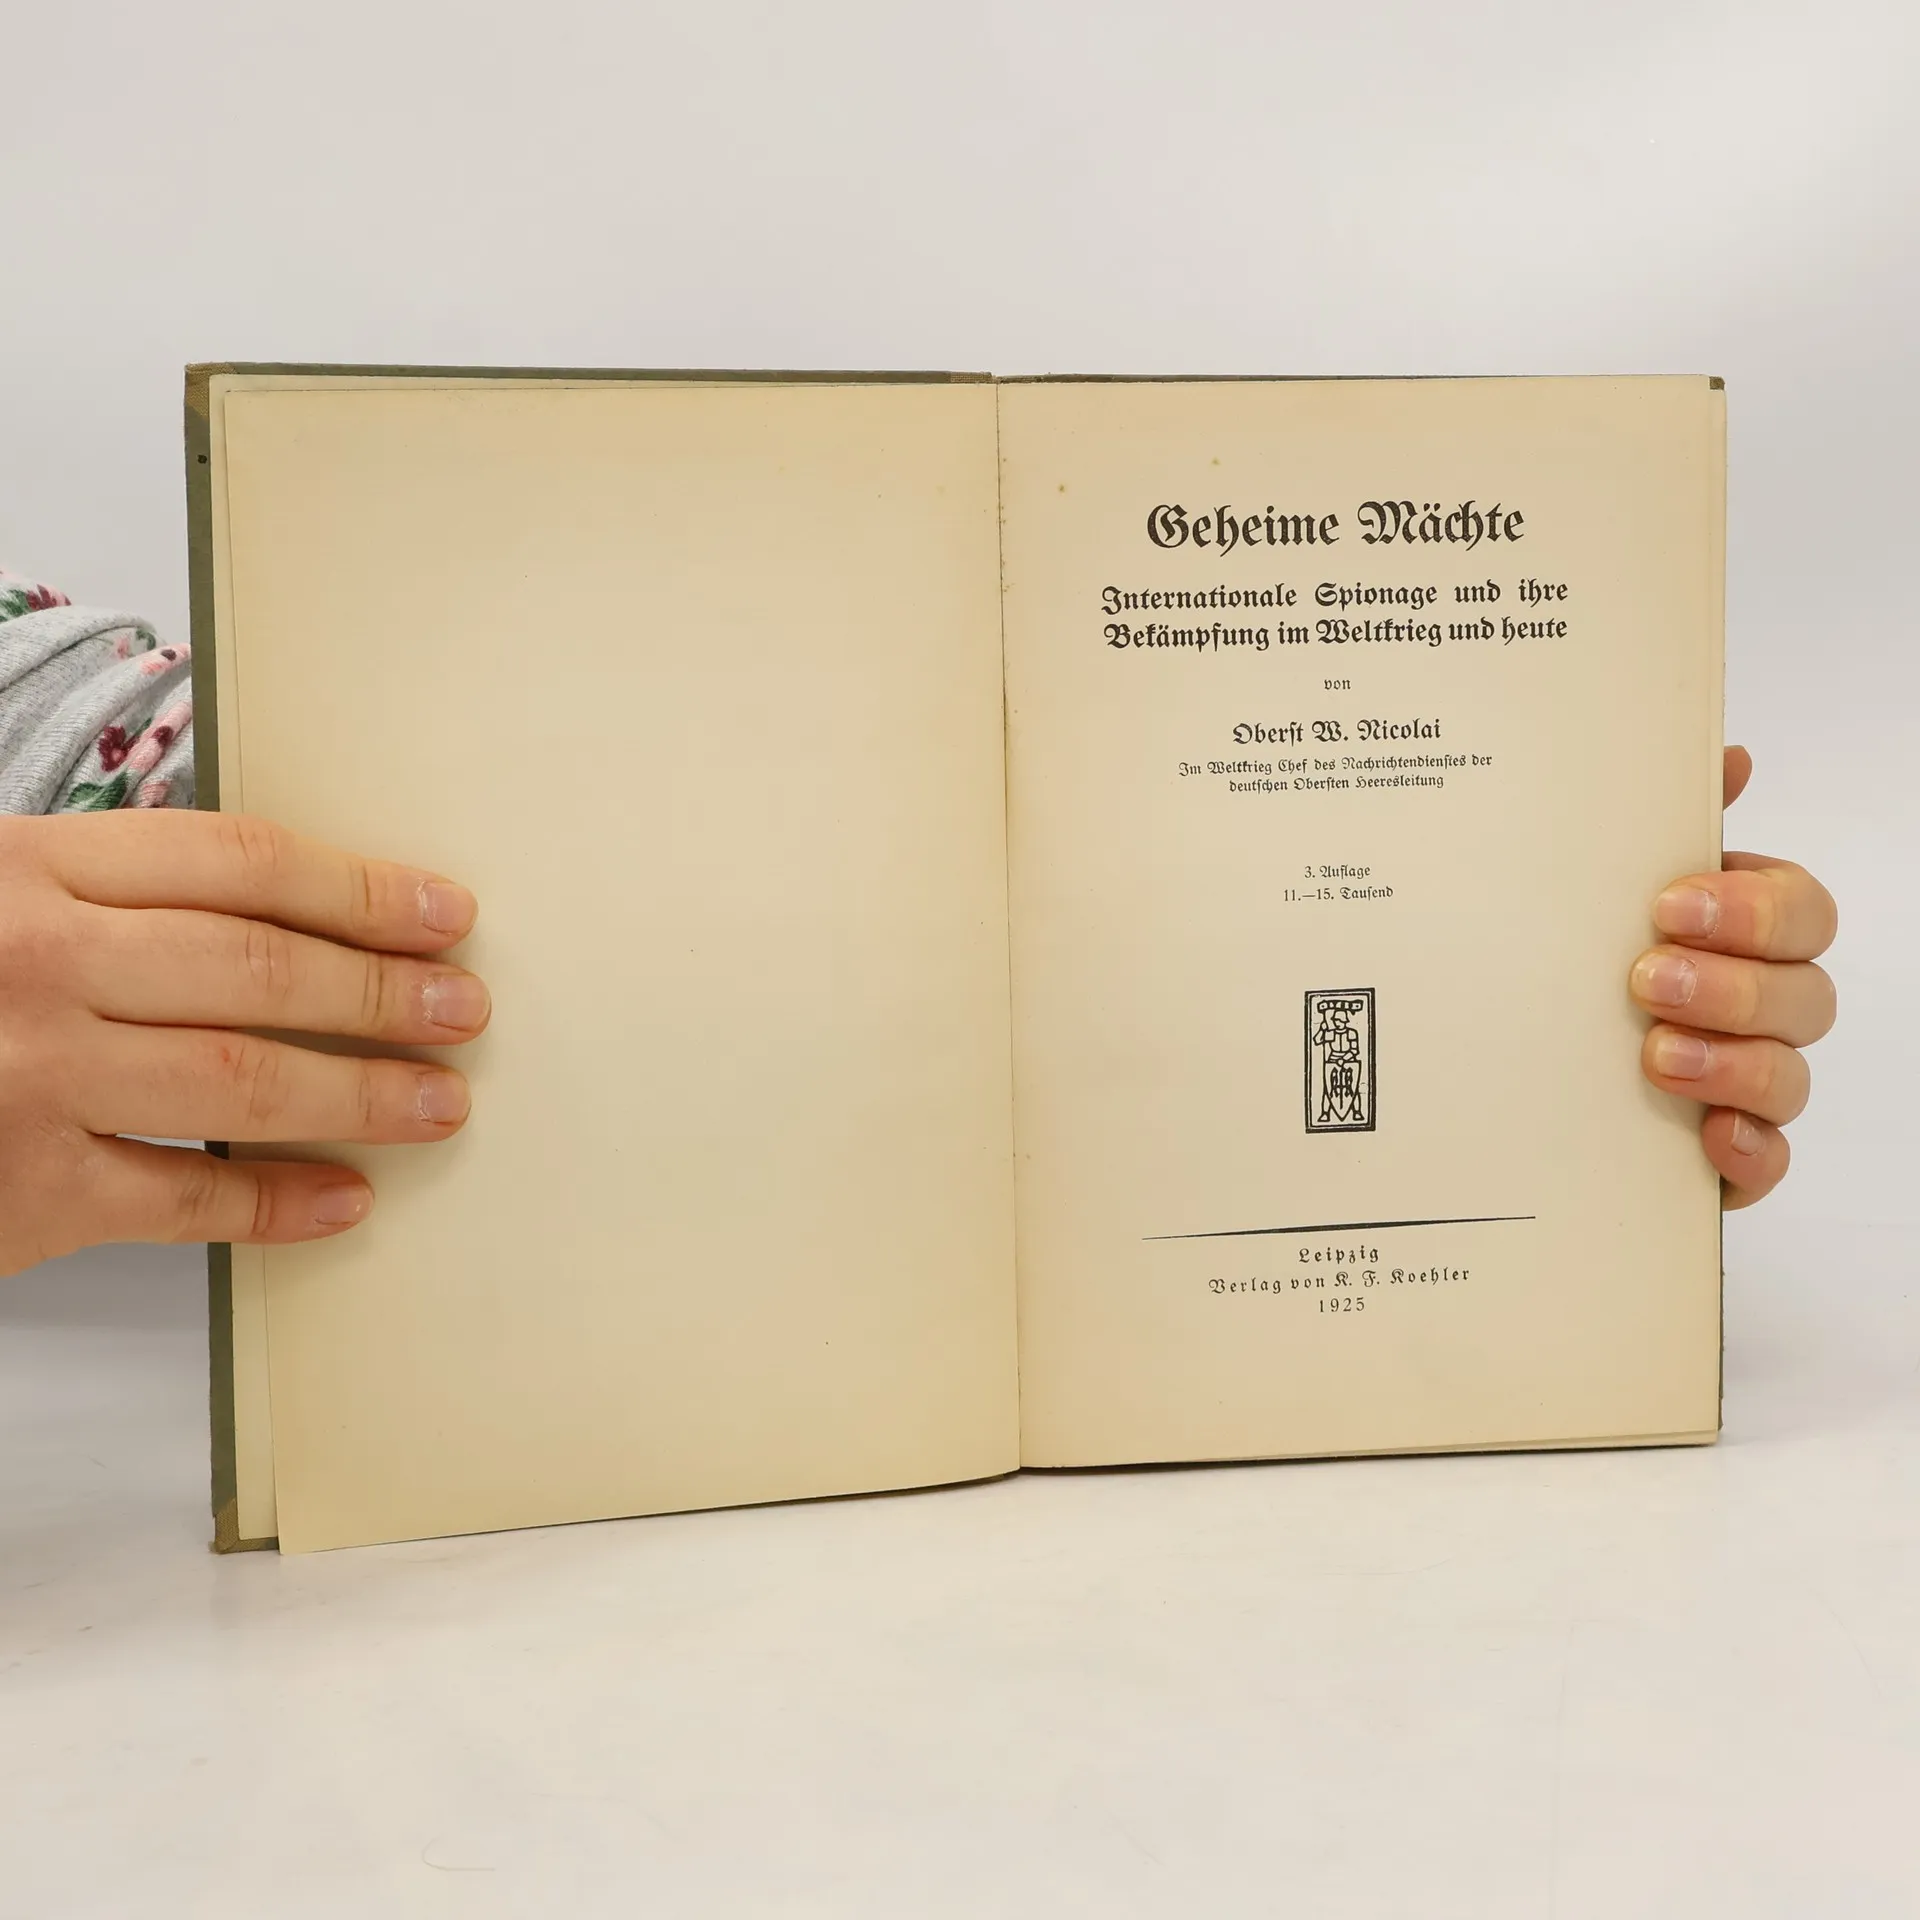 Geheime Mächte
Internationale Spionage und ihre
Bekämpfung im Weltkrieg und heute
von
Oberſt W. Nicolai
Im Weltkrieg Chef des Nachrichtendienſtes der
deutſchen Oberſten Heeresleitung
3. Auflage
11.—15. Tauſend
Leipzig
Verlag von K. F. Koehler
1925